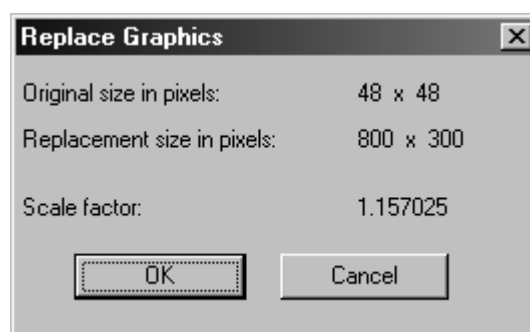 Replace Graphics
Original size in pixels: 48 x 48
Replacement size in pixels: 800 x 300
Scale factor: 1.157025
OK Cancel